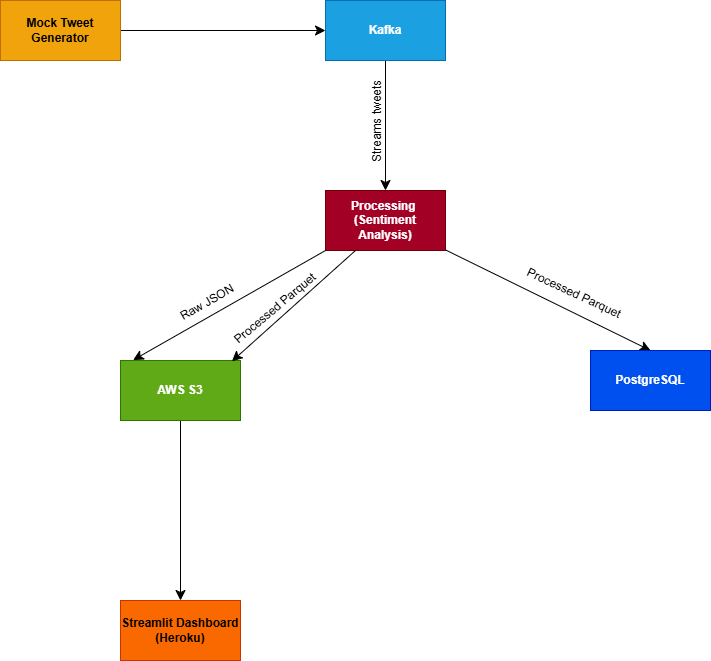 Mock Tweet
Generator
Kafka
Streams tweets
Processing
(Sentiment
Analysis)
Raw JSON
Processed Parquet
Processed Parquet
AWS S3
PostgreSQL
Streamlit Dashboard
(Heroku)